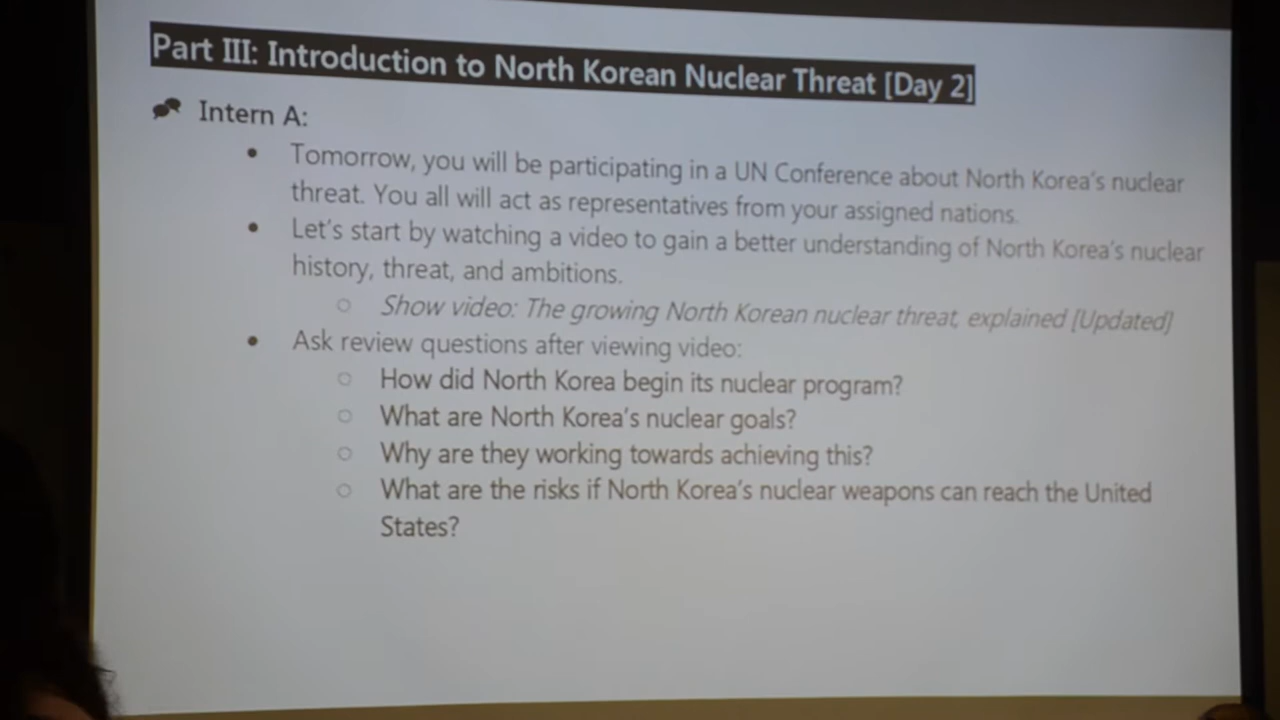 Part III: Introduction to North Korean Nuclear Threat [Day 2]
Intern A:
• Tomorrow, you will be participating in a UN Conference about North Korea's nuclear
threat. You all will act as representatives from your assigned nations.
• Let's start by watching a video to gain a better understanding of North Korea's nuclear
history, threat, and ambitions.
○ Show video: The growing North Korean nuclear threat, explained [Updated]
• Ask review questions after viewing video:
○ How did North Korea begin its nuclear program?
○ What are North Korea's nuclear goals?
○ Why are they working towards achieving this?
○ What are the risks if North Korea's nuclear weapons can reach the United
States?